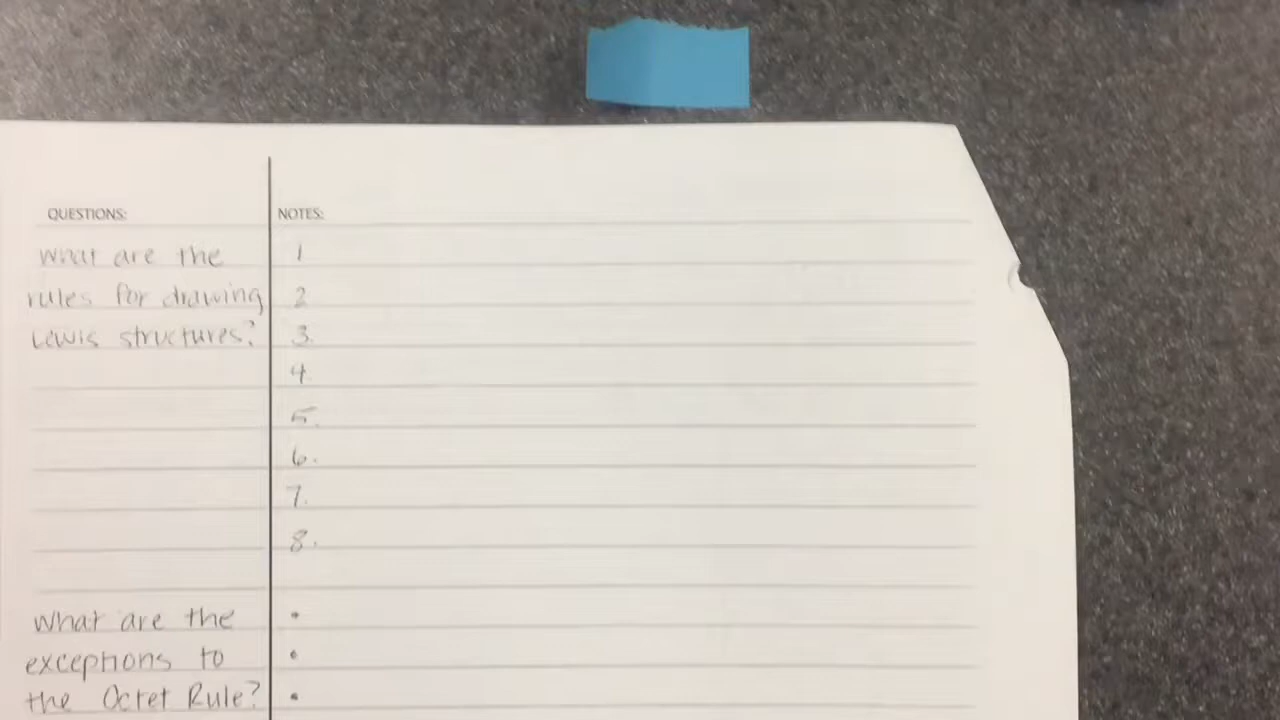 QUESTIONS: NOTES:
What are the 1
rules for drawing 2
Lewis structures? 3.
4.
5.
6.
7.
8.
What are the •
exceptions to •
the Octet Rule? •